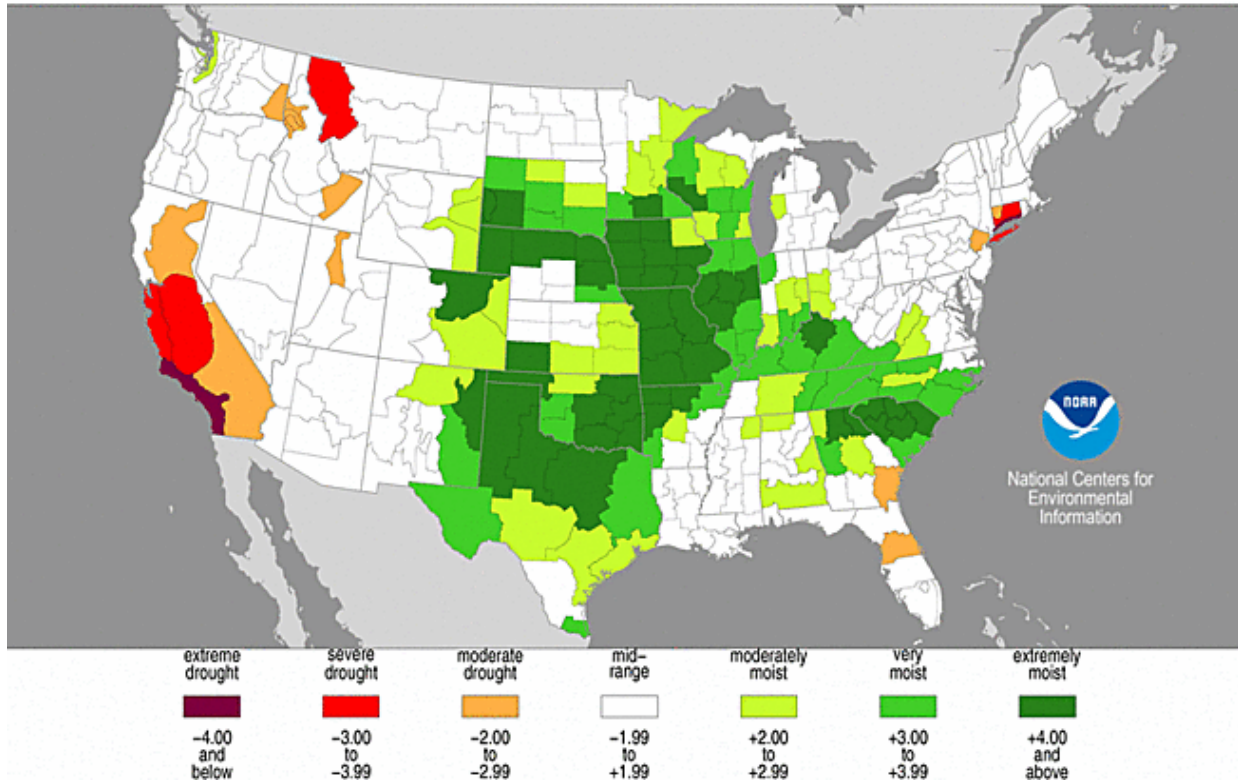 NOAA
National Centers for
Environmental
Information
extreme
drought
severe
drought
moderate
drought
mid–
range
moderately
moist
very
moist
extremely
moist
−4.00
and
below
−3.00
to
−3.99
−2.00
to
−2.99
−1.99
to
+1.99
+2.00
to
+2.99
+3.00
to
+3.99
+4.00
and
above